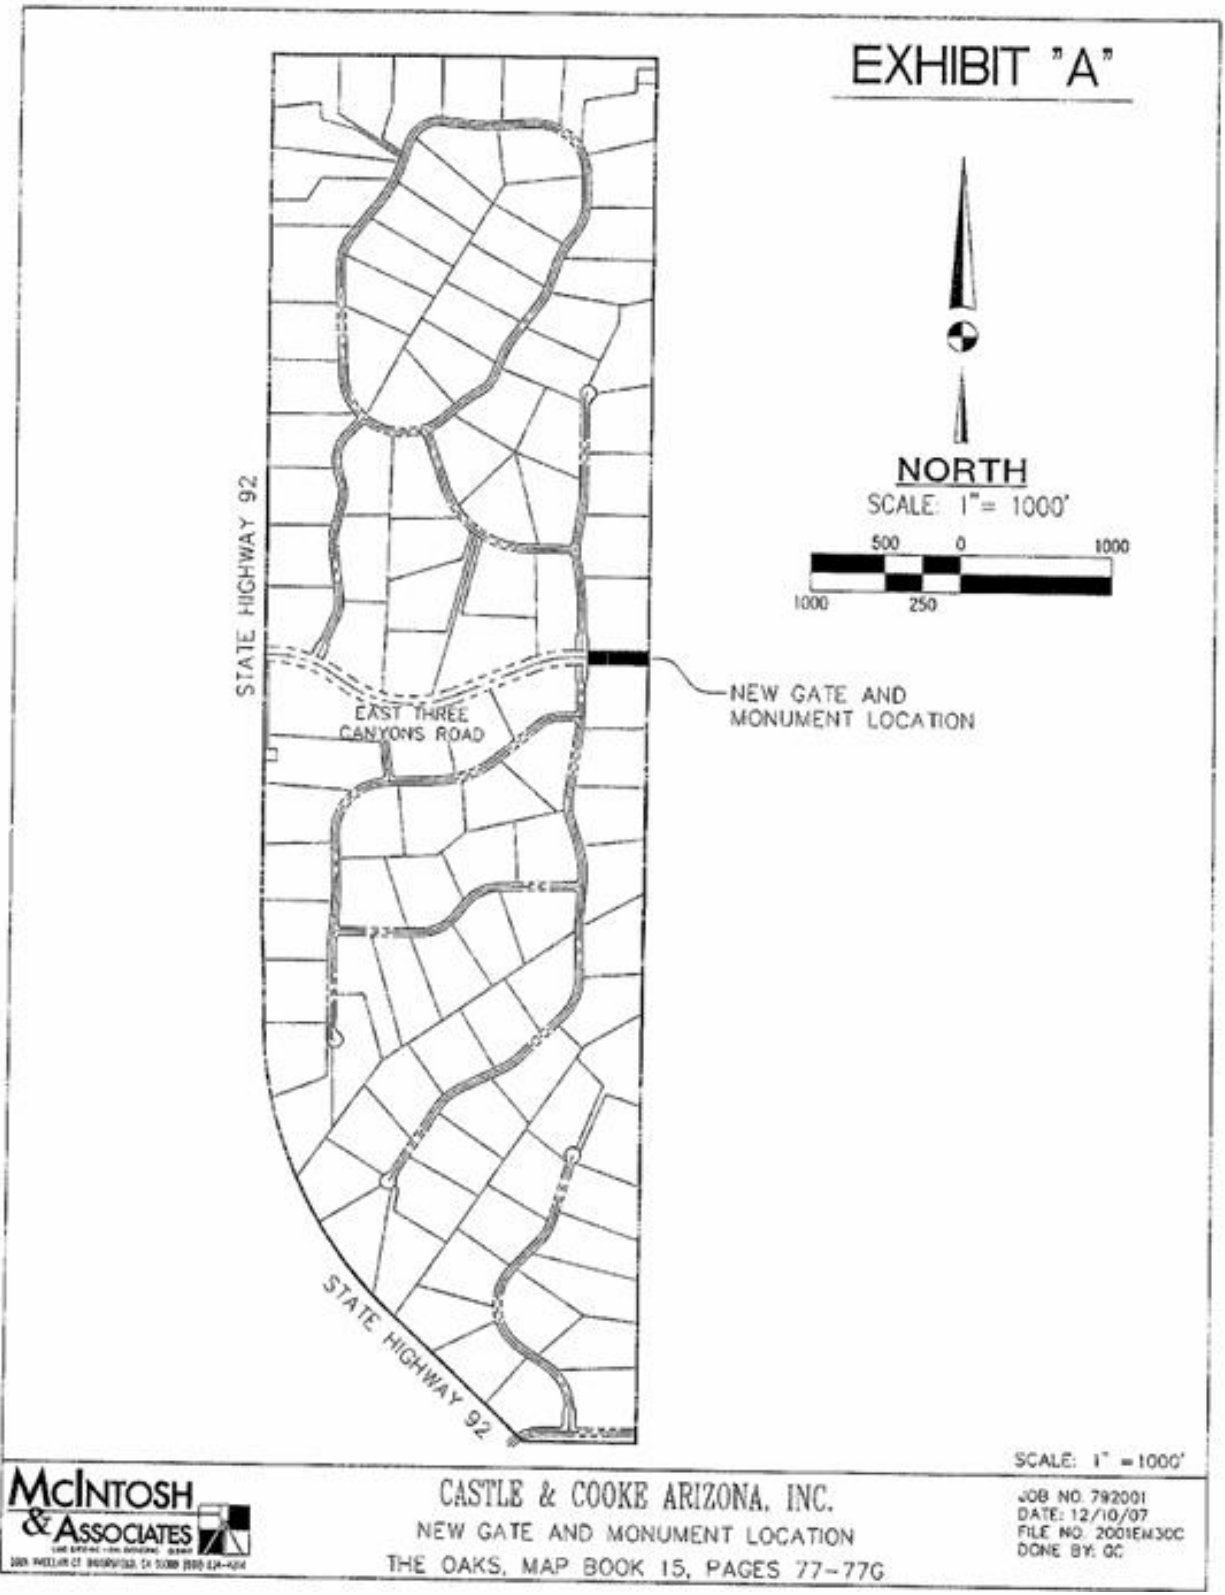 EXHIBIT "A"
NORTH
SCALE: 1"= 1000'
500 0 1000
1000 250
STATE HIGHWAY 92
NEW GATE AND
MONUMENT LOCATION
EAST THREE
CANYONS ROAD
STATE HIGHWAY 92
SCALE: 1" = 1000'
MCINTOSH
& ASSOCIATES
CASTLE & COOKE ARIZONA, INC.
NEW GATE AND MONUMENT LOCATION
THE OAKS, MAP BOOK 15, PAGES 77-77G
JOB NO. 792001
DATE: 12/10/07
FILE NO. 2001EM30C
DONE BY: